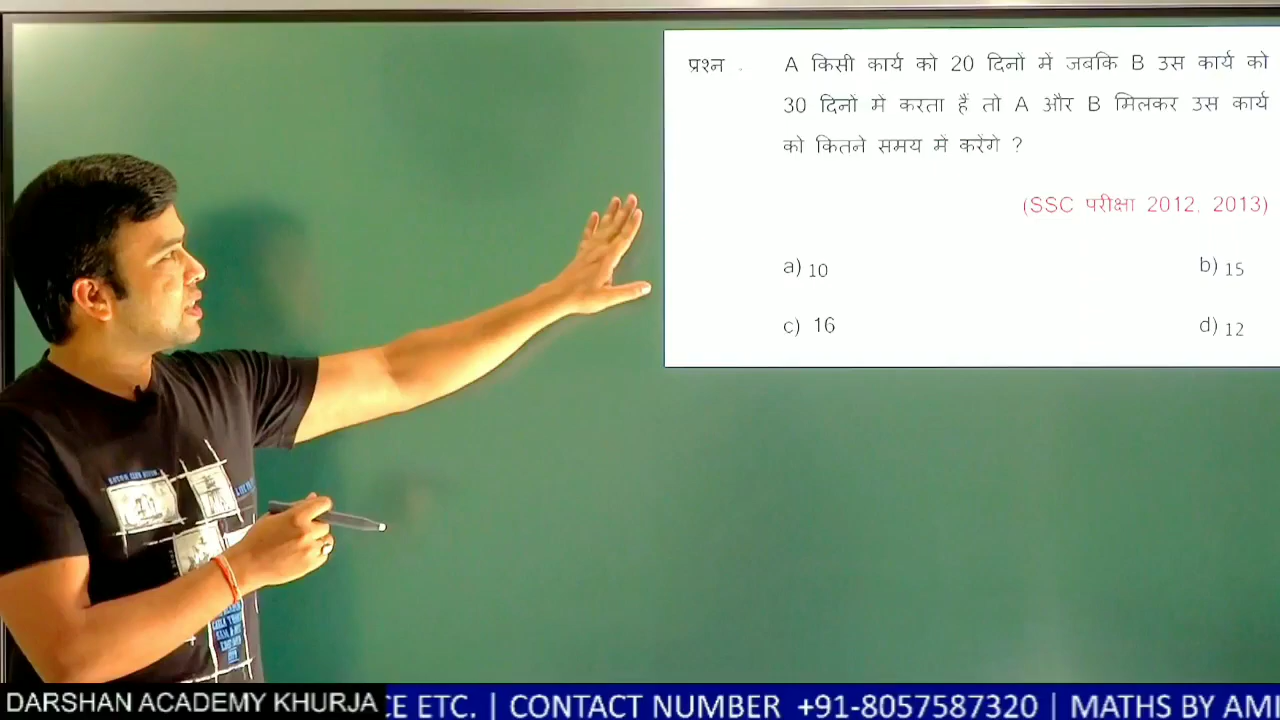 प्रश्न . A किसी कार्य को 20 दिनों में जबकि B उस कार्य को
30 दिनों में करता हैं तो A और B मिलकर उस कार्य
को कितने समय में करेंगे ?
(SSC परीक्षा 2012, 2013)
a) 10 b) 15
c) 16 d) 12
DARSHAN ACADEMY KHURJA CE ETC. | CONTACT NUMBER +91-8057587320 | MATHS BY AMI